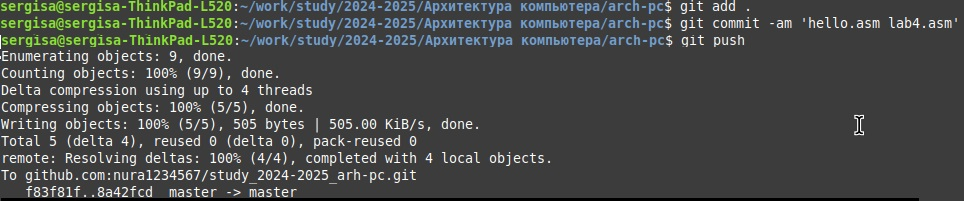 sergisa@sergisa-ThinkPad-L520:~/work/study/2024-2025/Архитектура компьютера/arch-pc$ git add .
sergisa@sergisa-ThinkPad-L520:~/work/study/2024-2025/Архитектура компьютера/arch-pc$ git commit -am 'hello.asm lab4.asm'
sergisa@sergisa-ThinkPad-L520:~/work/study/2024-2025/Архитектура компьютера/arch-pc$ git push
Enumerating objects: 9, done.
Counting objects: 100% (9/9), done.
Delta compression using up to 4 threads
Compressing objects: 100% (5/5), done.
Writing objects: 100% (5/5), 505 bytes | 505.00 KiB/s, done.
Total 5 (delta 4), reused 0 (delta 0), pack-reused 0
remote: Resolving deltas: 100% (4/4), completed with 4 local objects.
To github.com:nura1234567/study_2024-2025_arh-pc.git
f83f81f..8a42fcd master -> master